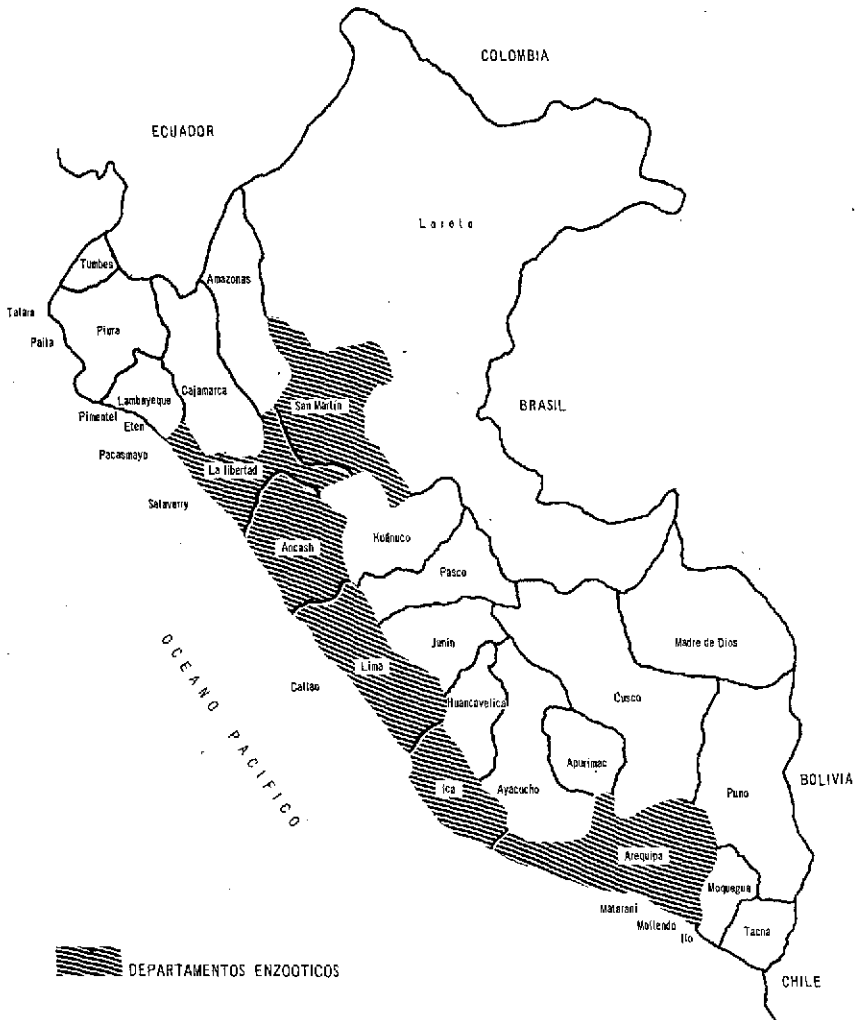 COLOMBIA
ECUADOR
Loreto
Tumbes
Amazonas
Talara
Piura
Paita
Cajamarca
Lambayeque
San Martin
BRASIL
Pimentel
Eten
Pacasmayo
La libertad
Salaverry
Kuánuco
Ancash
Pasco
Junin
Madre de Dios
Lima
OCEANO PACIFICO
Callao
Huancavelica
Cusco
Apurimac
BOLIVIA
Ica
Ayacucho
Puno
Arequipa
Moquegua
Matarani
Mollendo
Ilo
Tacna
DEPARTAMENTOS ENZOOTICOS
CHILE